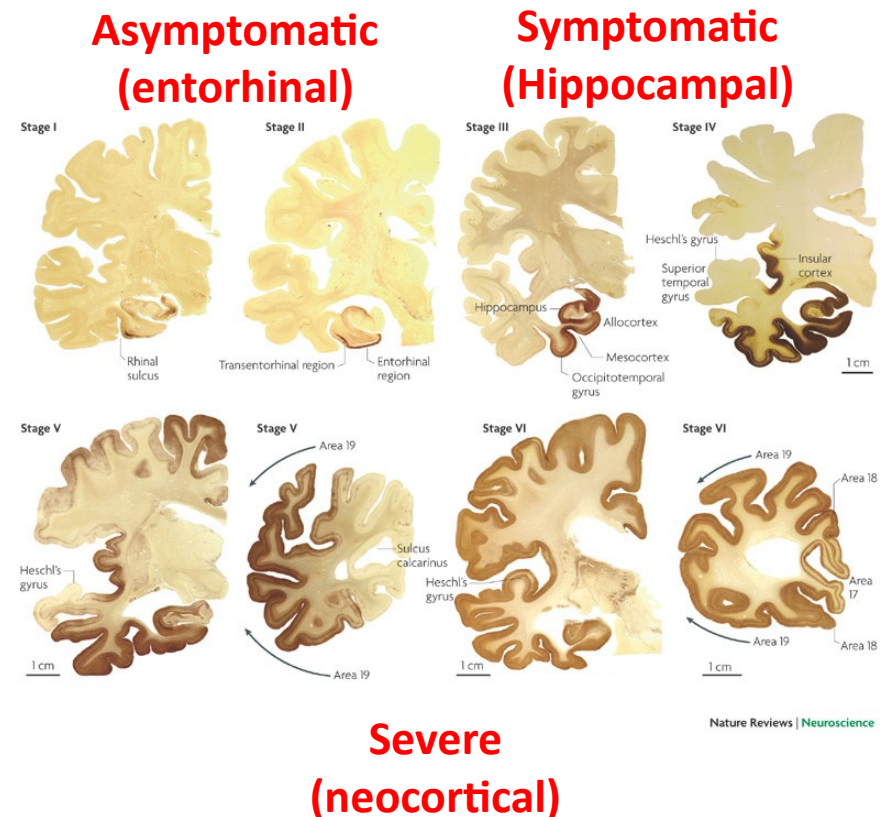 Asymptomatic
(entorhinal)
Symptomatic
(Hippocampal)
Stage I
Stage II
Stage III
Stage IV
Rhinal
sulcus
Transentorhinal region
Entorhinal
region
Hippocampus
Allocortex
Mesocortex
Occipitotemporal
gyrus
Heschl's gyrus
Superior
temporal
gyrus
Insular
cortex
1 cm
Stage V
Stage V
Stage VI
Stage VI
Heschl's
gyrus
1 cm
Area 19
Sulcus
calcarinus
Area 19
Heschl's
gyrus
1 cm
Area 19
Area 18
Area
17
Area 19
Area 18
1 cm
Nature Reviews | Neuroscience
Severe
(neocortical)